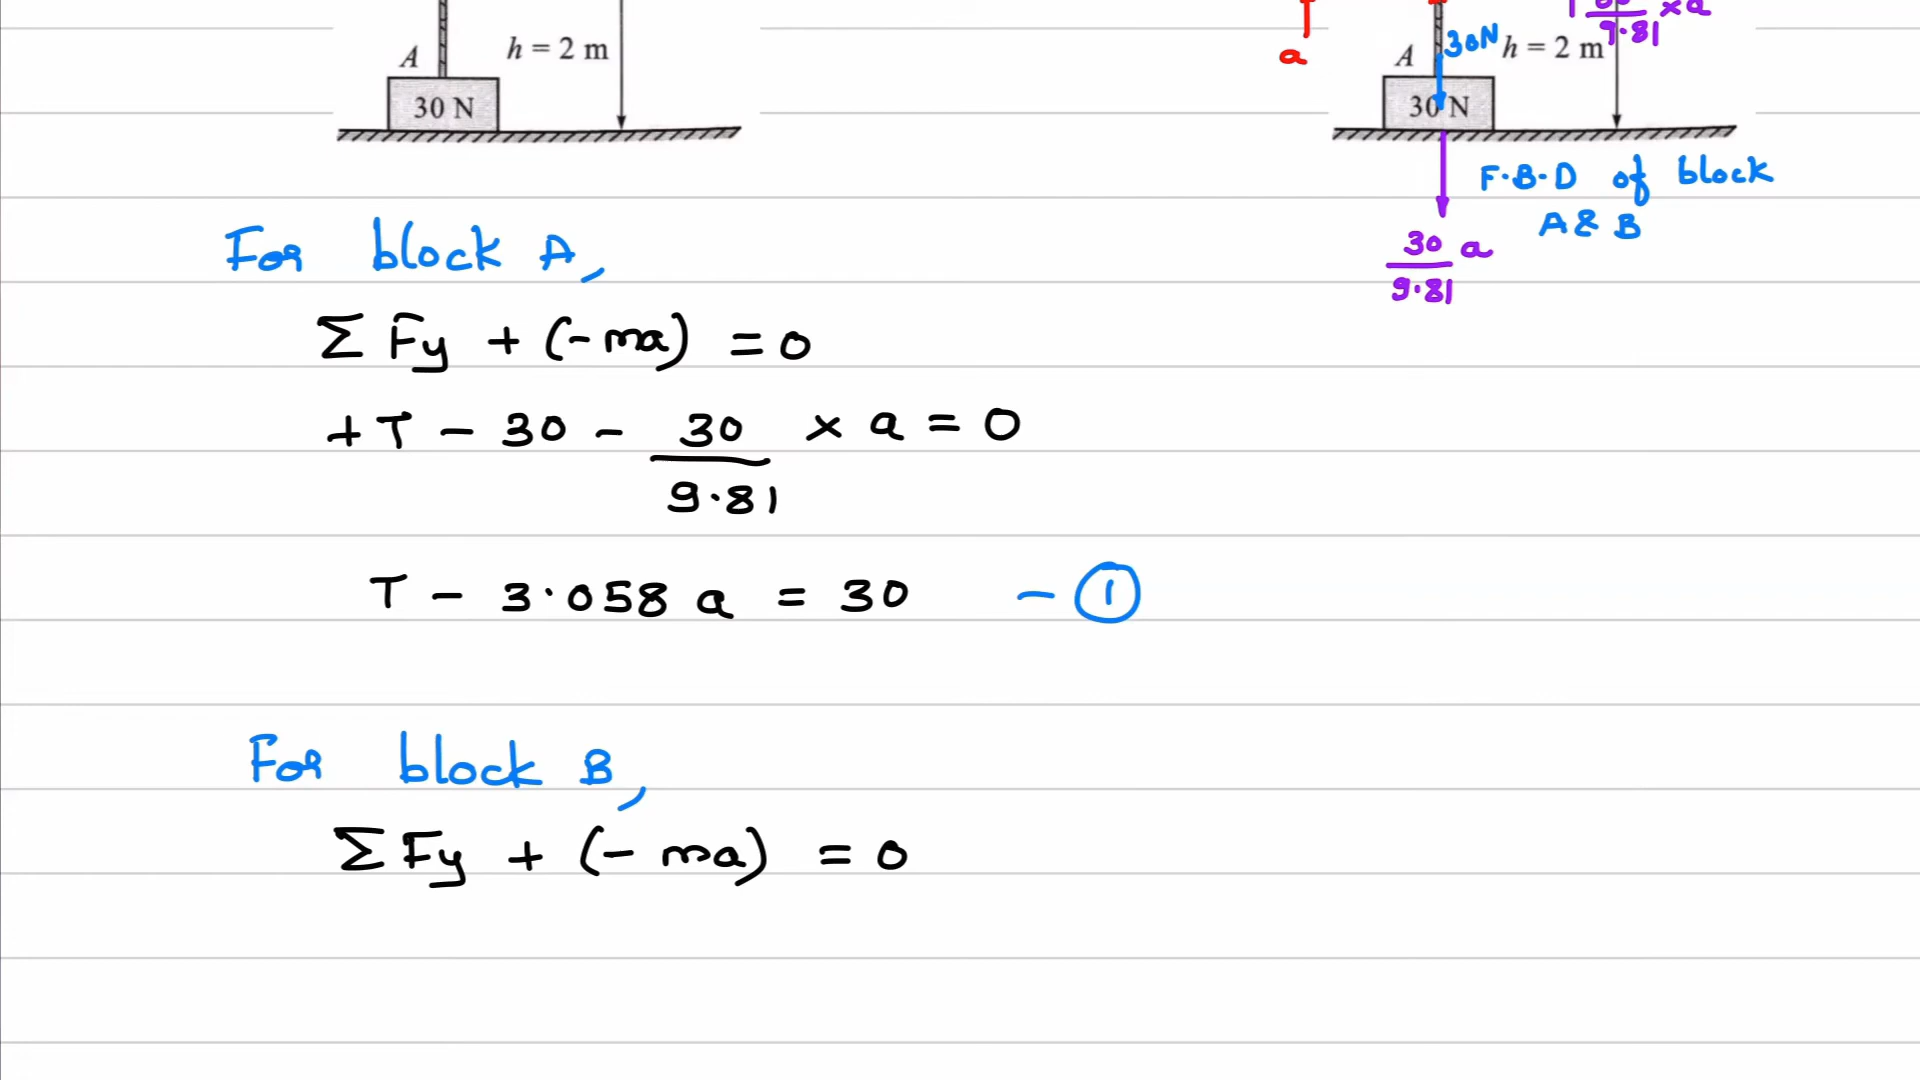 A
h = 2 m
30 N
a
A
30N
h = 2 m
9.81
x a
30 N
F.B.D of block
A & B
30 a
9.81
For block A,
Σ Fy + (- ma) = 0
+T - 30 - 30 x a = 0
9.81
T - 3.058 a = 30 - 1
For block B,
Σ Fy + (- ma) = 0